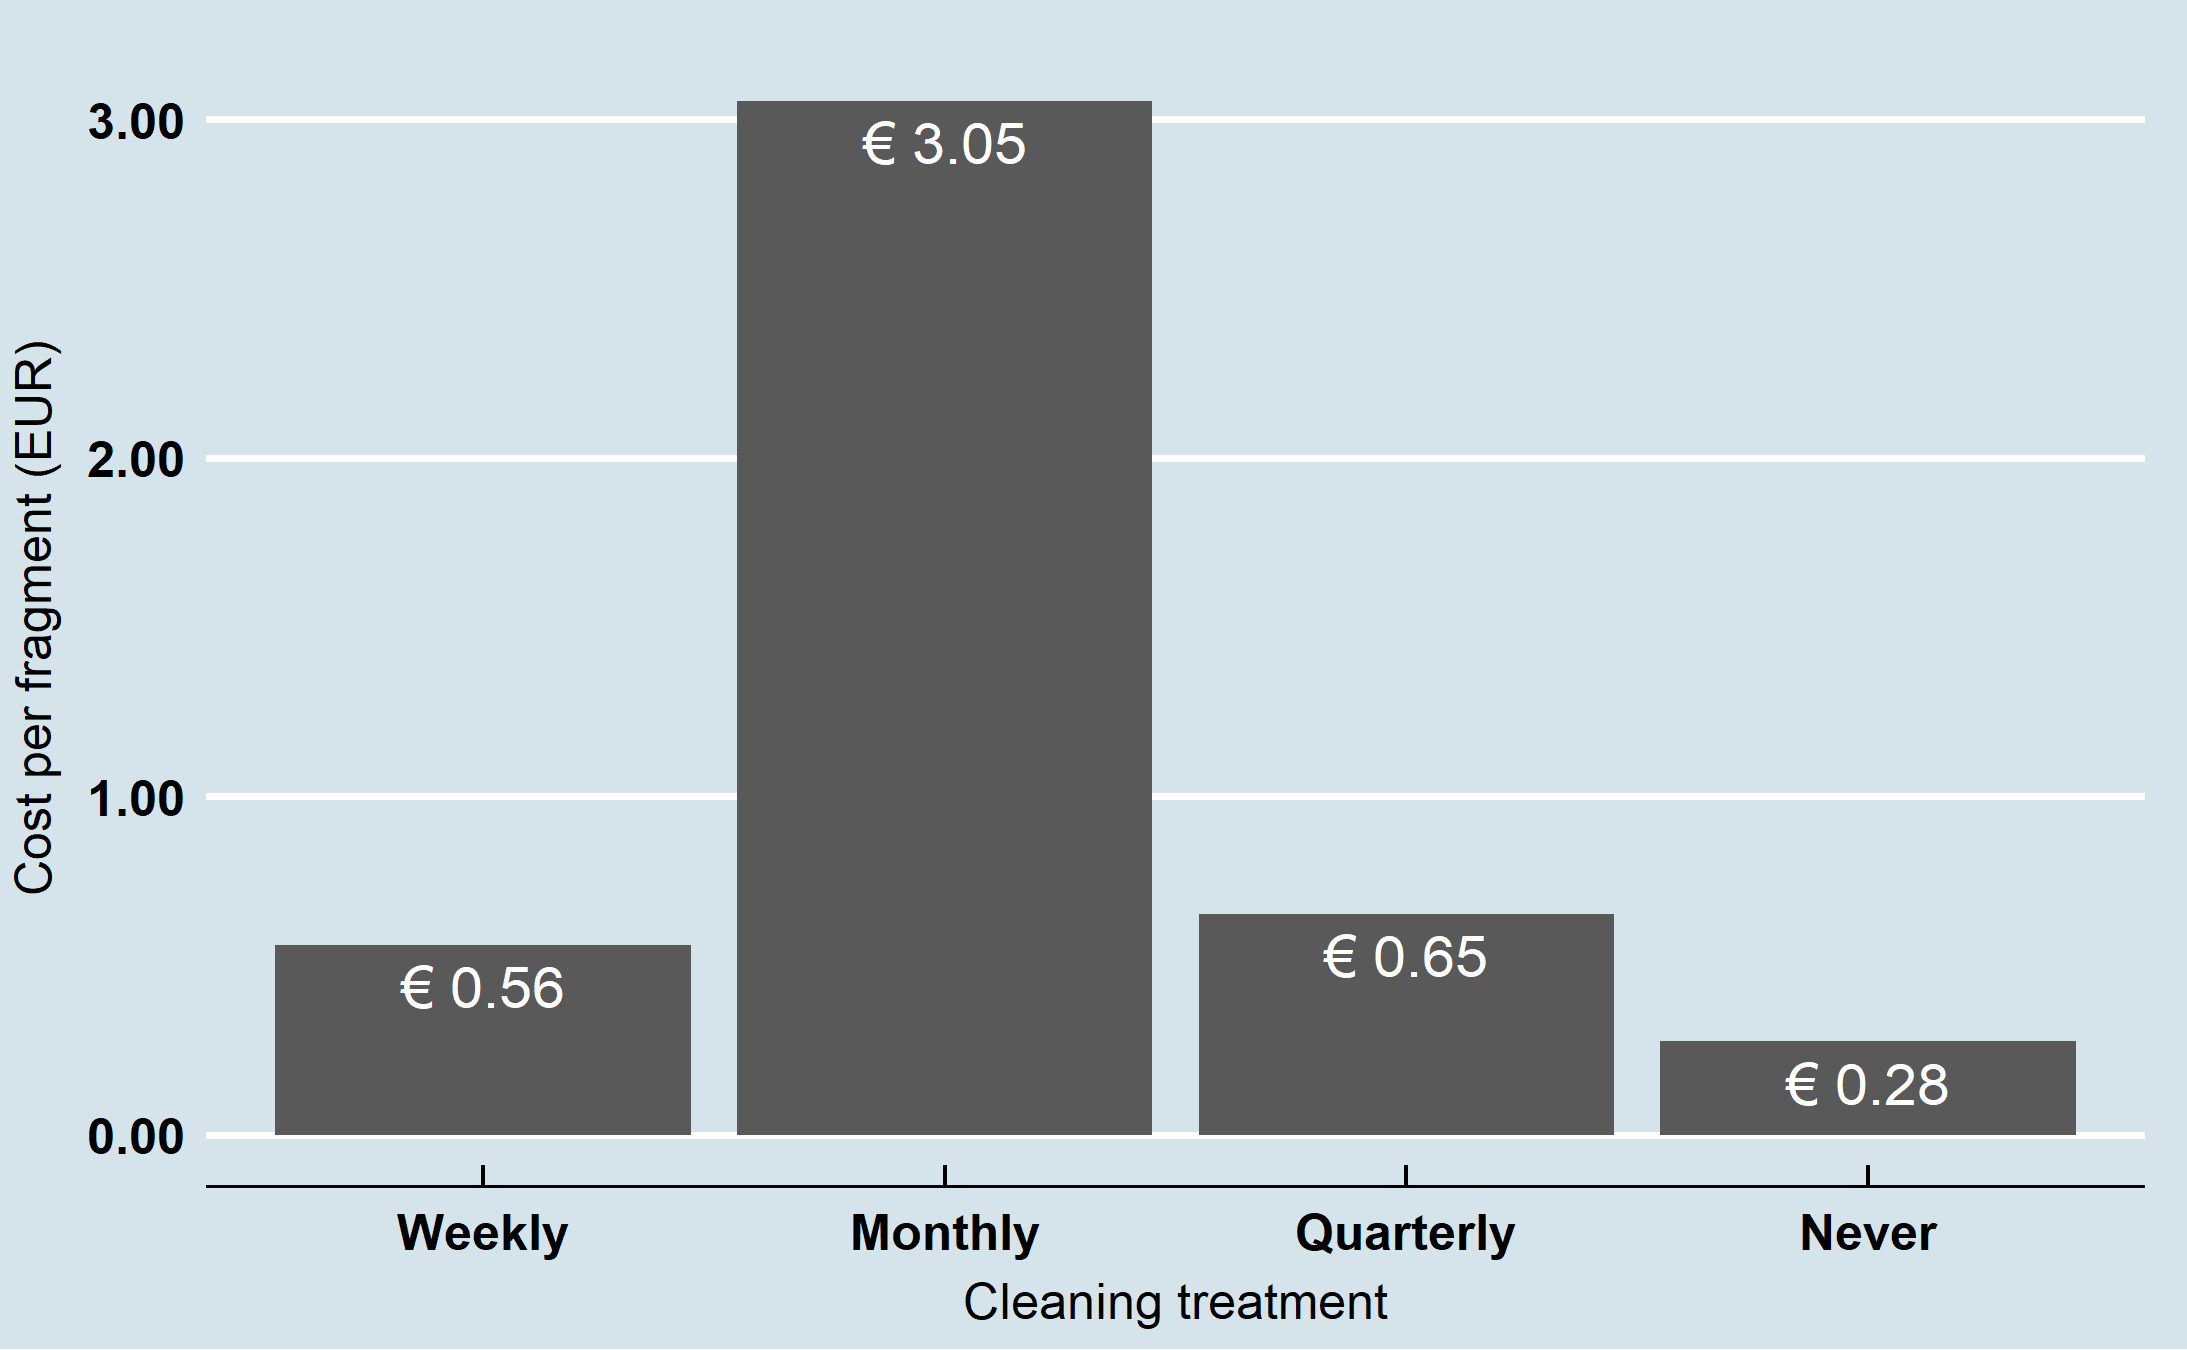 Cost per fragment (EUR)
3.00
2.00
1.00
0.00
€ 3.05
€ 0.56
€ 0.65
€ 0.28
Weekly Monthly Quarterly Never
Cleaning treatment